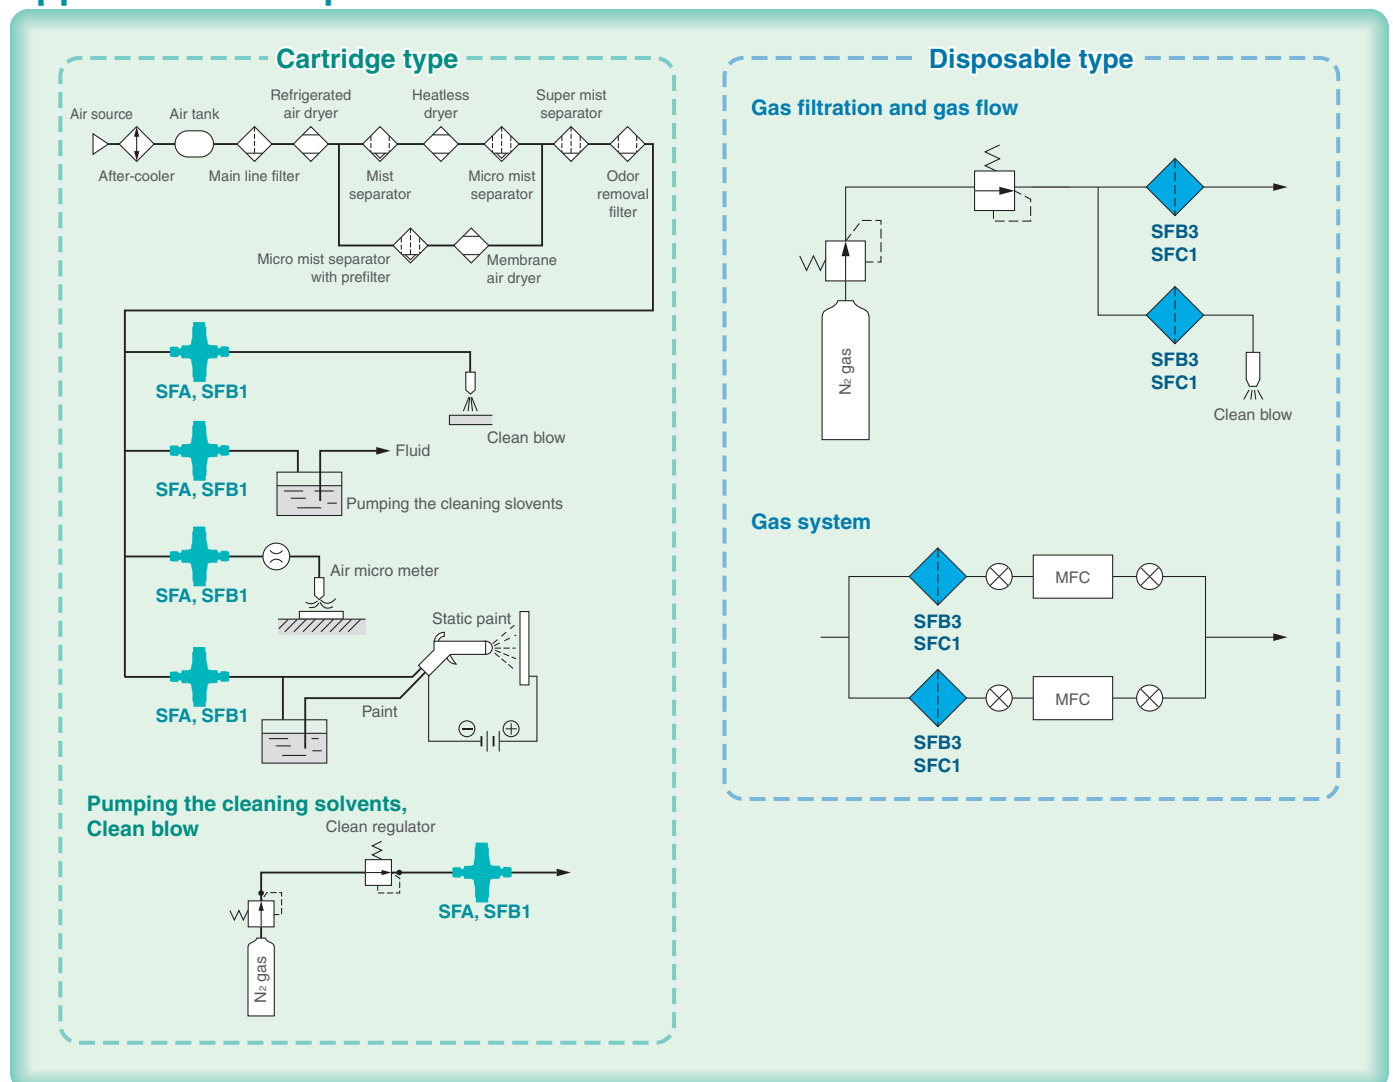 Cartridge type
Refrigerated
air dryer
Heatless
dryer
Super mist
separator
Air source
Air tank
After-cooler
Main line filter
Mist
separator
Micro mist
separator
Odor
removal
filter
Micro mist separator
with prefilter
Membrane
air dryer
SFA, SFB1
Clean blow
SFA, SFB1
Fluid
Pumping the cleaning slovents
SFA, SFB1
Air micro meter
Static paint
SFA, SFB1
Paint
Pumping the cleaning solvents,
Clean blow
Clean regulator
SFA, SFB1
N2 gas
Disposable type
Gas filtration and gas flow
SFB3
SFC1
N2 gas
SFB3
SFC1
Clean blow
Gas system
MFC
SFB3
SFC1
MFC
SFB3
SFC1